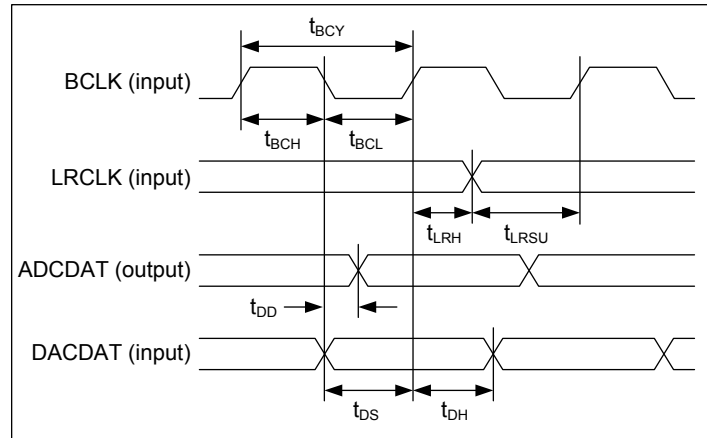 tBCY
BCLK (input)
tBCH
tBCL
LRCLK (input)
tLRH
tLRSU
ADCDAT (output)
tDD
DACDAT (input)
tDS
tDH